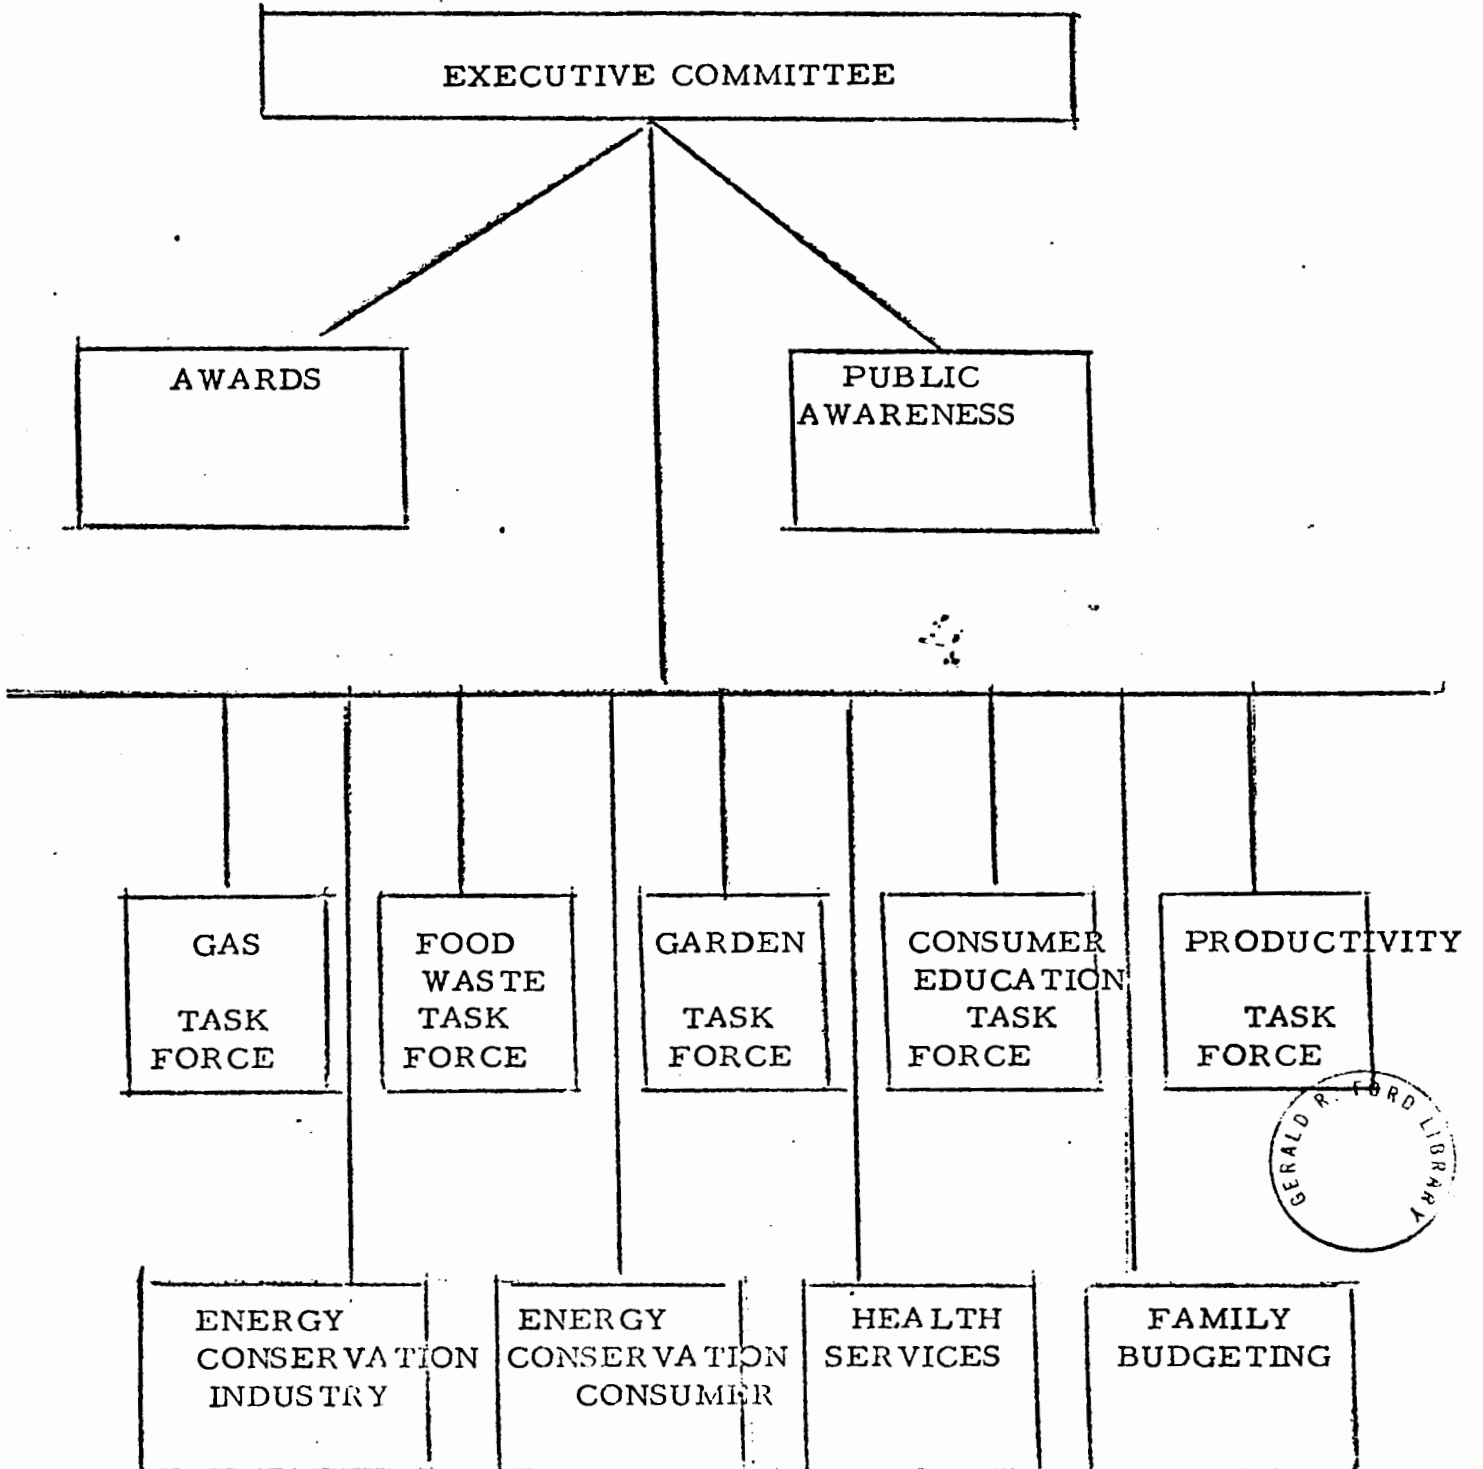 EXECUTIVE COMMITTEE
AWARDS
PUBLIC
AWARENESS
GAS
TASK
FORCE
FOOD
WASTE
TASK
FORCE
GARDEN
TASK
FORCE
CONSUMER
EDUCATION
TASK
FORCE
PRODUCTIVITY
TASK
FORCE
GERALD R. FORD LIBRARY
ENERGY
CONSERVATION
INDUSTRY
ENERGY
CONSERVATION
CONSUMER
HEALTH
SERVICES
FAMILY
BUDGETING